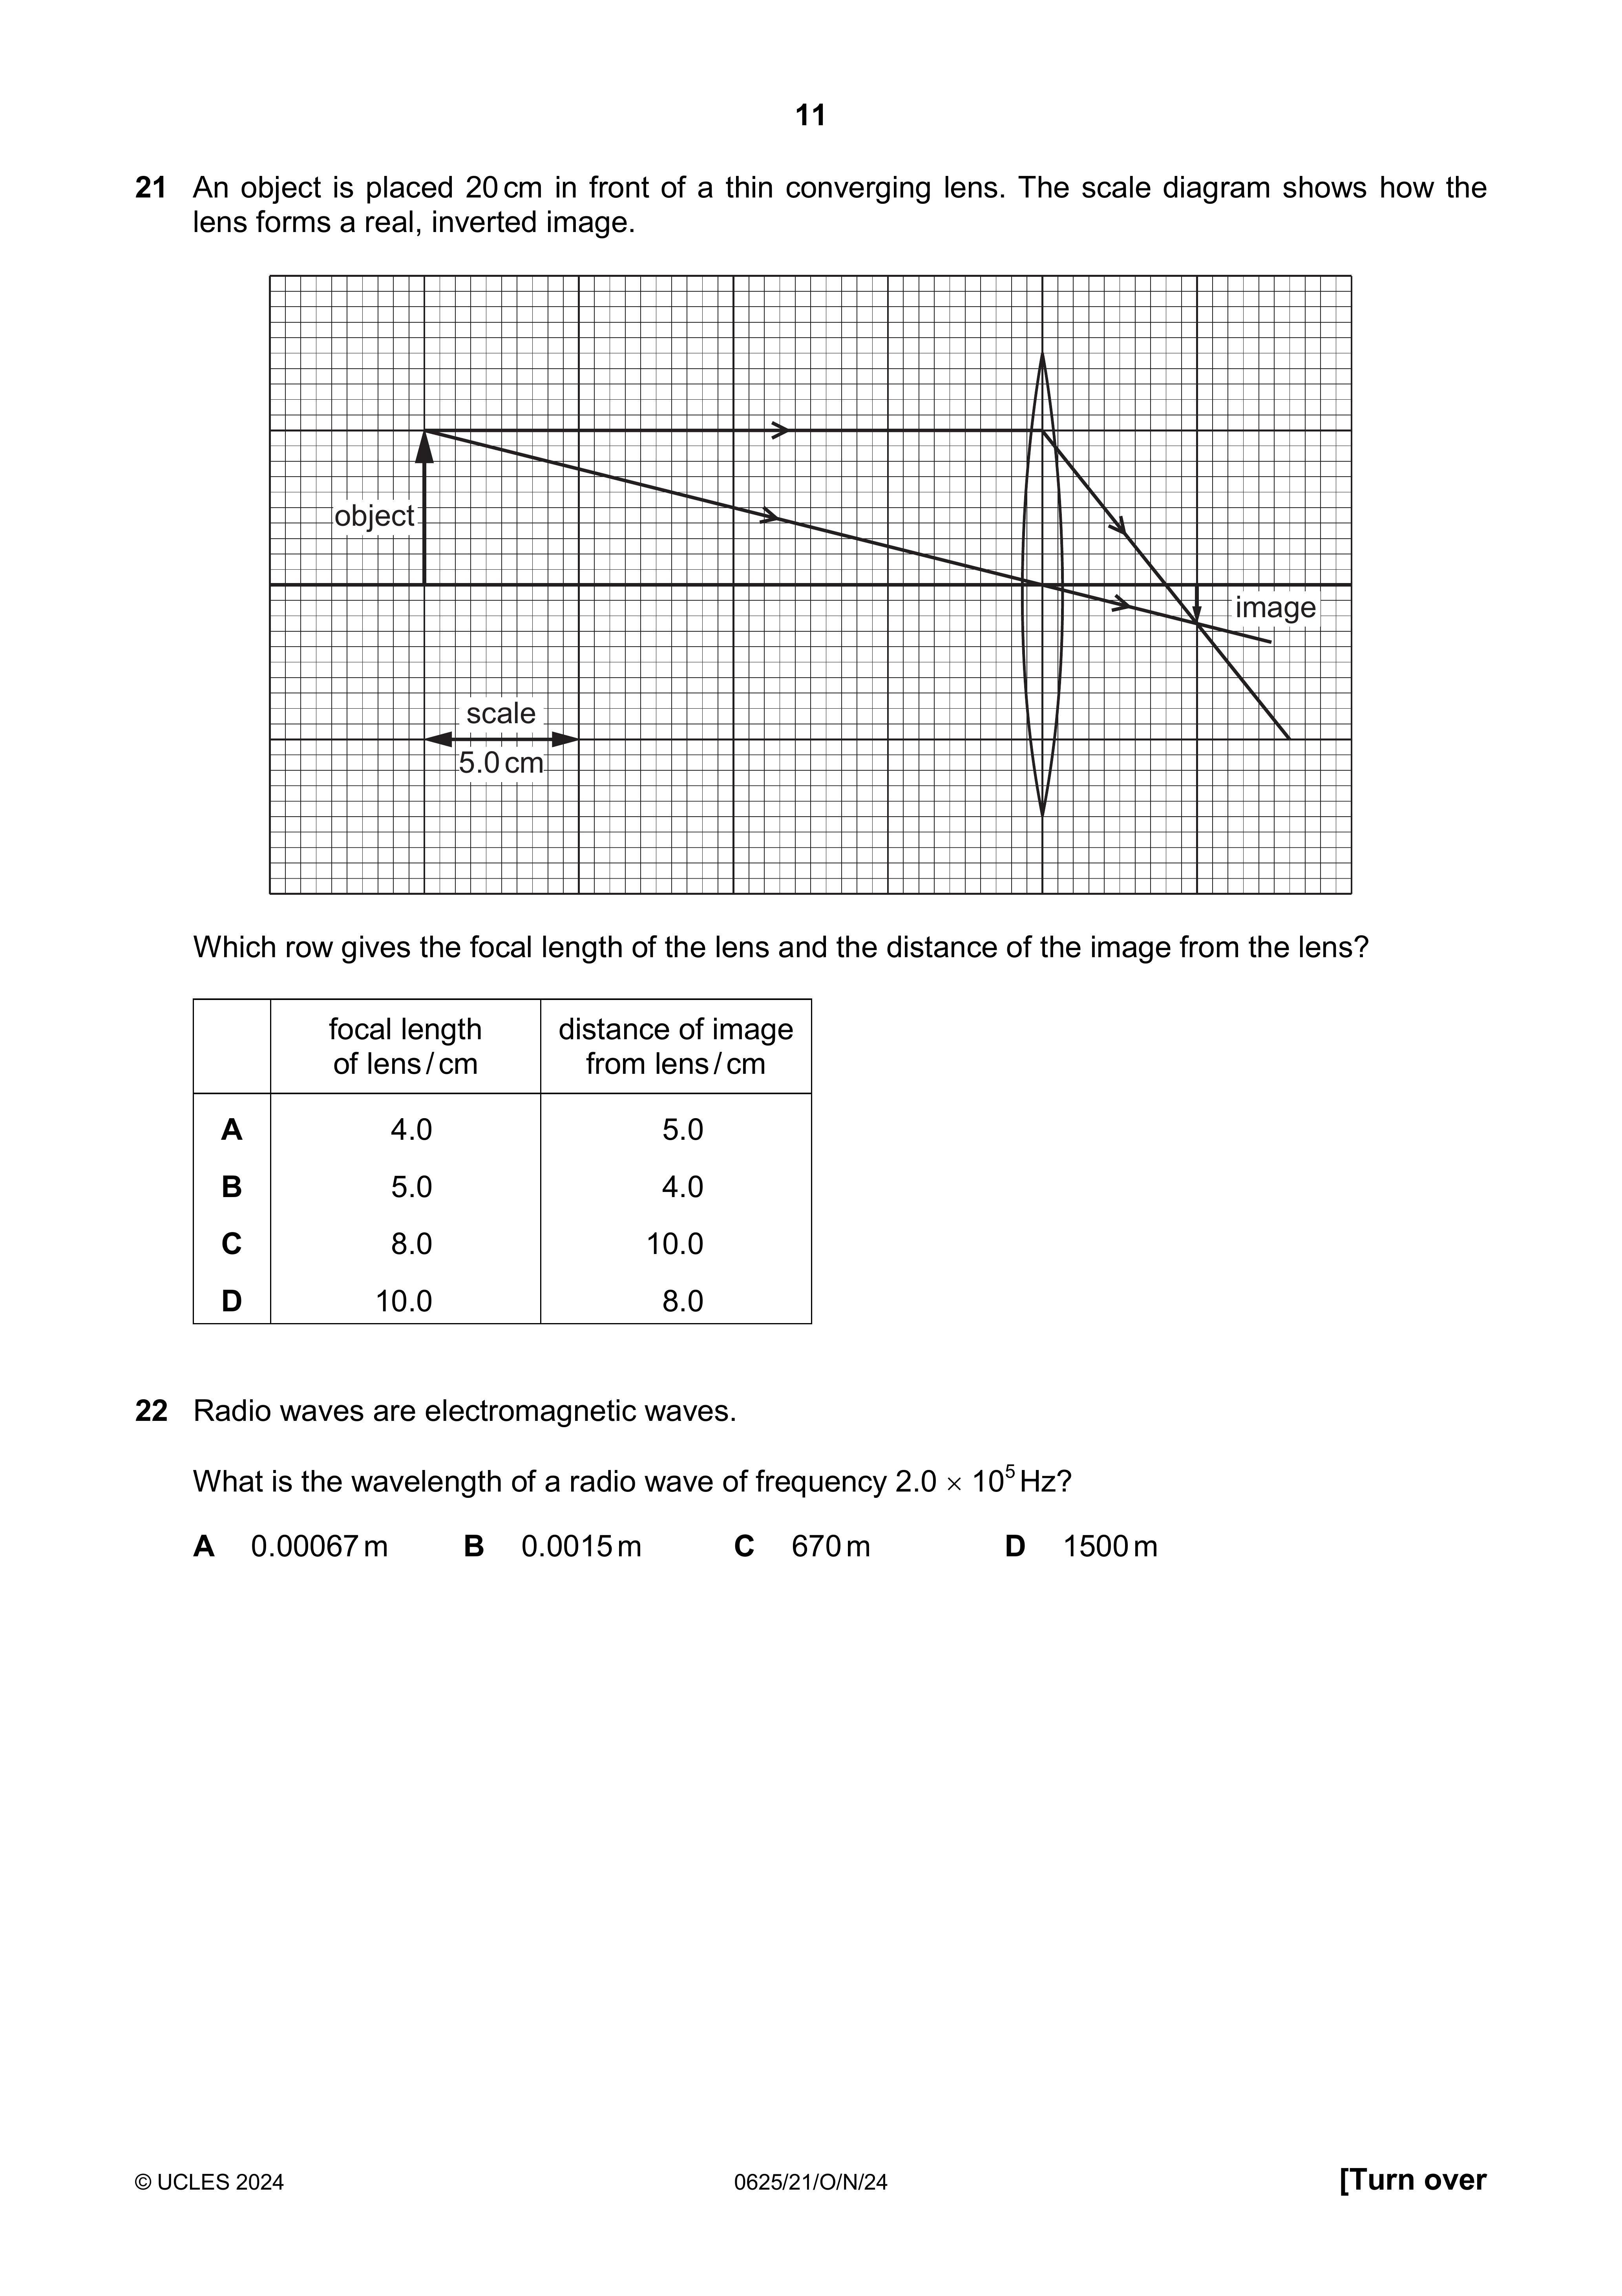 11
21 An object is placed 20 cm in front of a thin converging lens. The scale diagram shows how the
lens forms a real, inverted image.
object
image
scale
5.0 cm
Which row gives the focal length of the lens and the distance of the image from the lens?
focal length distance of image
of lens / cm from lens / cm
A 4.0 5.0
B 5.0 4.0
C 8.0 10.0
D 10.0 8.0
22 Radio waves are electromagnetic waves.
What is the wavelength of a radio wave of frequency 2.0 × 10⁵ Hz?
A 0.00067 m B 0.0015 m C 670 m D 1500 m
© UCLES 2024 0625/21/O/N/24 [Turn over